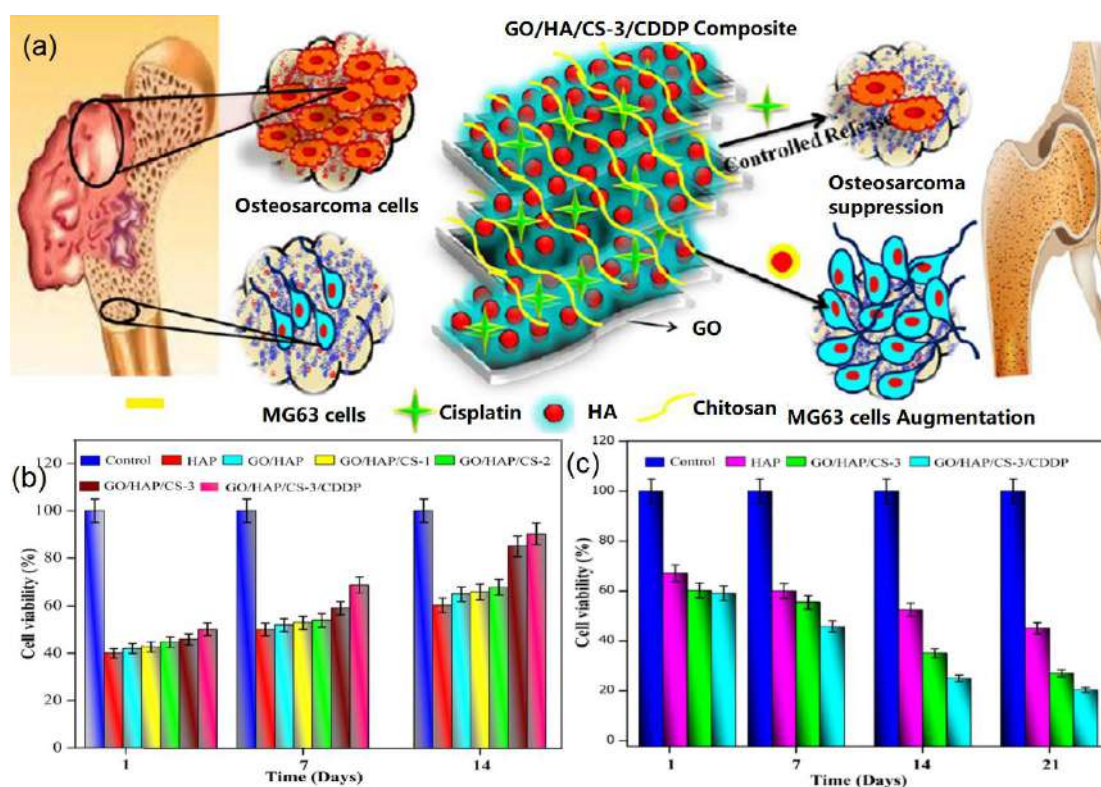 (a)
GO/HA/CS-3/CDDP Composite
Controlled Release
Osteosarcoma cells
Osteosarcoma
suppression
GO
MG63 cells
Cisplatin
HA
Chitosan
MG63 cells Augmentation
(b)
Control HAP GO/HAP GO/HAP/CS-1 GO/HAP/CS-2
GO/HAP/CS-3 GO/HAP/CS-3/CDDP
120
100
80
60
40
20
0
Cell viability (%)
1 7 14
Time (Days)
(c)
Control HAP GO/HAP/CS-3 GO/HAP/CS-3/CDDP
120
100
80
60
40
20
0
Cell viability (%)
1 7 14 21
Time (Days)